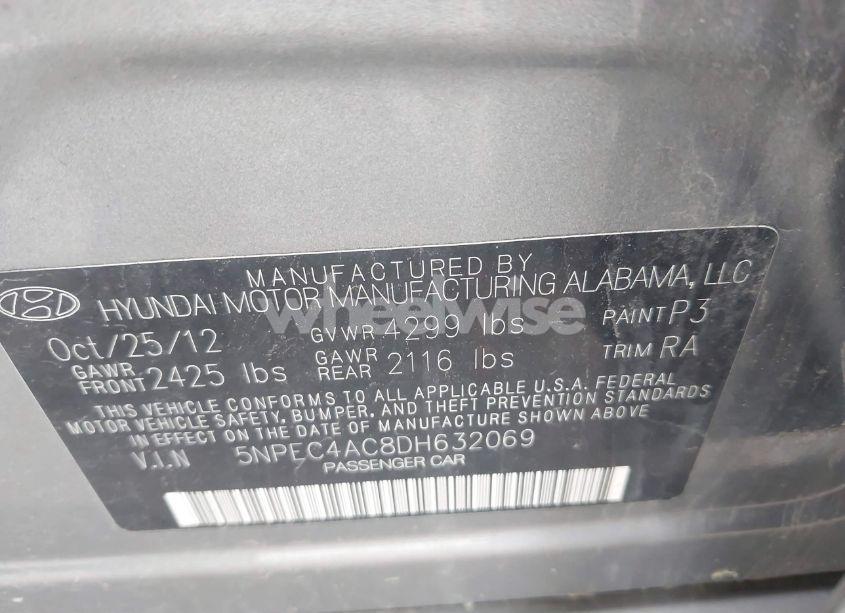 MANUFACTURED BY
HYUNDAI MOTOR MANUFACTURING ALABAMA, LLC
wheelwise
Oct/25/12 GVWR 4299 lbs PAINT P3
GAWR FRONT 2425 lbs GAWR REAR 2116 lbs TRIM RA
THIS VEHICLE CONFORMS TO ALL APPLICABLE U.S.A. FEDERAL
MOTOR VEHICLE SAFETY, BUMPER, AND THEFT PREVENTION STANDARDS
IN EFFECT ON THE DATE OF MANUFACTURE SHOWN ABOVE.
V.I.N 5NPEC4AC8DH632069
PASSENGER CAR